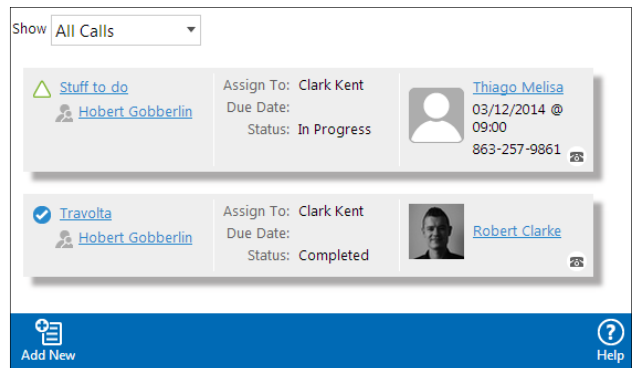 Show All Calls
Stuff to do
Hobert Gobberlin
Assign To: Clark Kent
Due Date:
Status: In Progress
Thiago Melisa
03/12/2014 @
09:00
863-257-9861
Travolta
Hobert Gobberlin
Assign To: Clark Kent
Due Date:
Status: Completed
Robert Clarke
Add New
Help